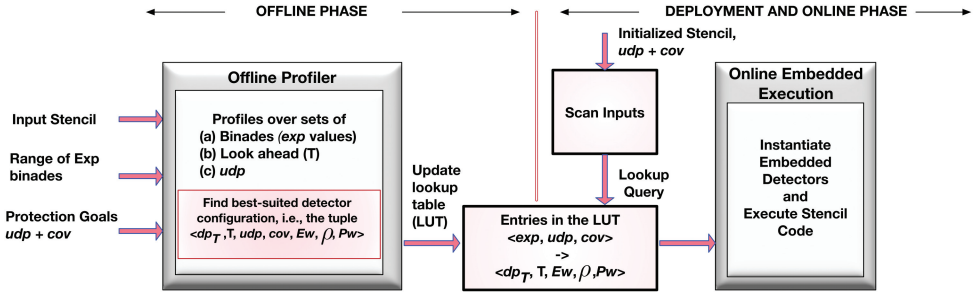 OFFLINE PHASE
DEPLOYMENT AND ONLINE PHASE
Input Stencil
Range of Exp
binades
Protection Goals
udp + cov
Offline Profiler
Profiles over sets of
(a) Binades (exp values)
(b) Look ahead (T)
(c) udp
Find best-suited detector
configuration, i.e., the tuple
<dp_T ,T, udp, cov, Ew, ρ, Pw>
Update
lookup
table
(LUT)
Initialized Stencil,
udp + cov
Scan Inputs
Lookup
Query
Entries in the LUT
<exp, udp, cov>
->
<dp_T, T, Ew, ρ,Pw>
Online Embedded
Execution
Instantiate
Embedded
Detectors
and
Execute Stencil
Code